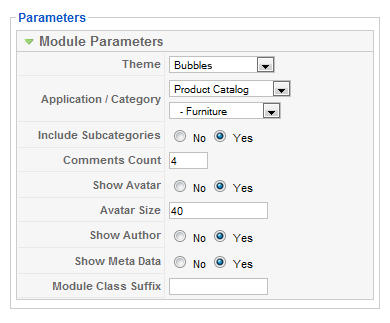 Parameters
Module Parameters
Theme Bubbles
Application / Category Product Catalog
- Furniture
Include Subcategories No Yes
Comments Count 4
Show Avatar No Yes
Avatar Size 40
Show Author No Yes
Show Meta Data No Yes
Module Class Suffix